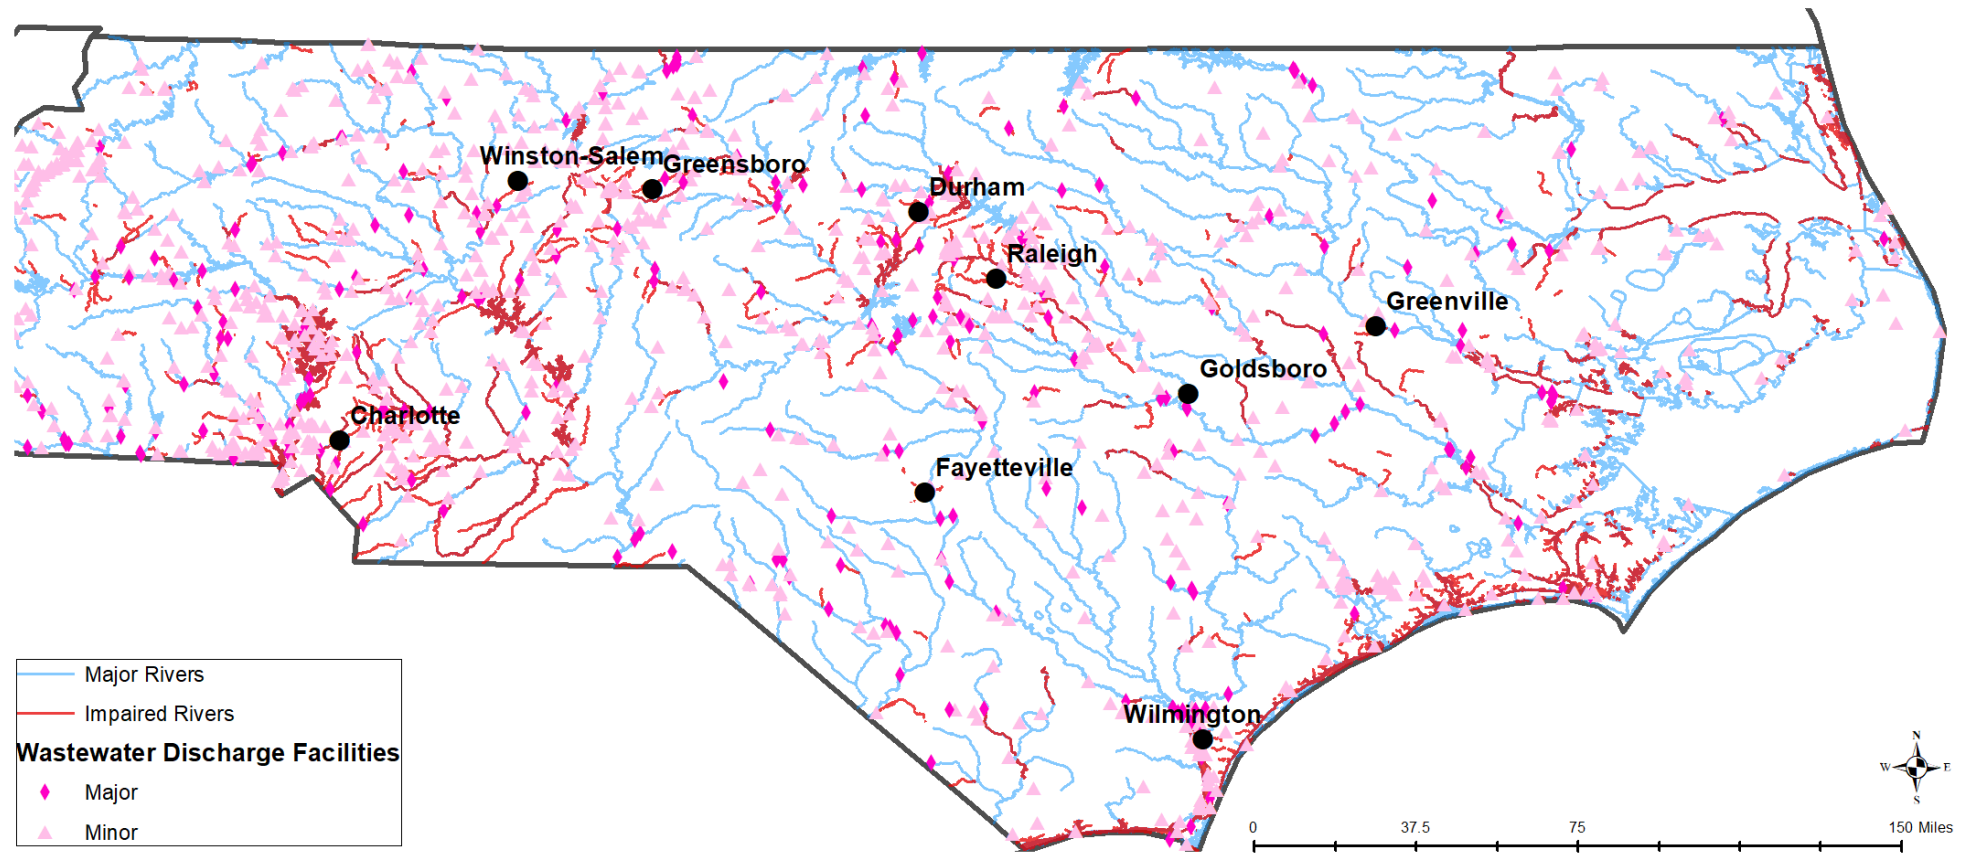 Winston-Salem
Greensboro
Durham
Raleigh
Greenville
Goldsboro
Charlotte
Fayetteville
Wilmington
Major Rivers
Impaired Rivers
Wastewater Discharge Facilities
Major
Minor
N
W E
S
0 37.5 75 150 Miles